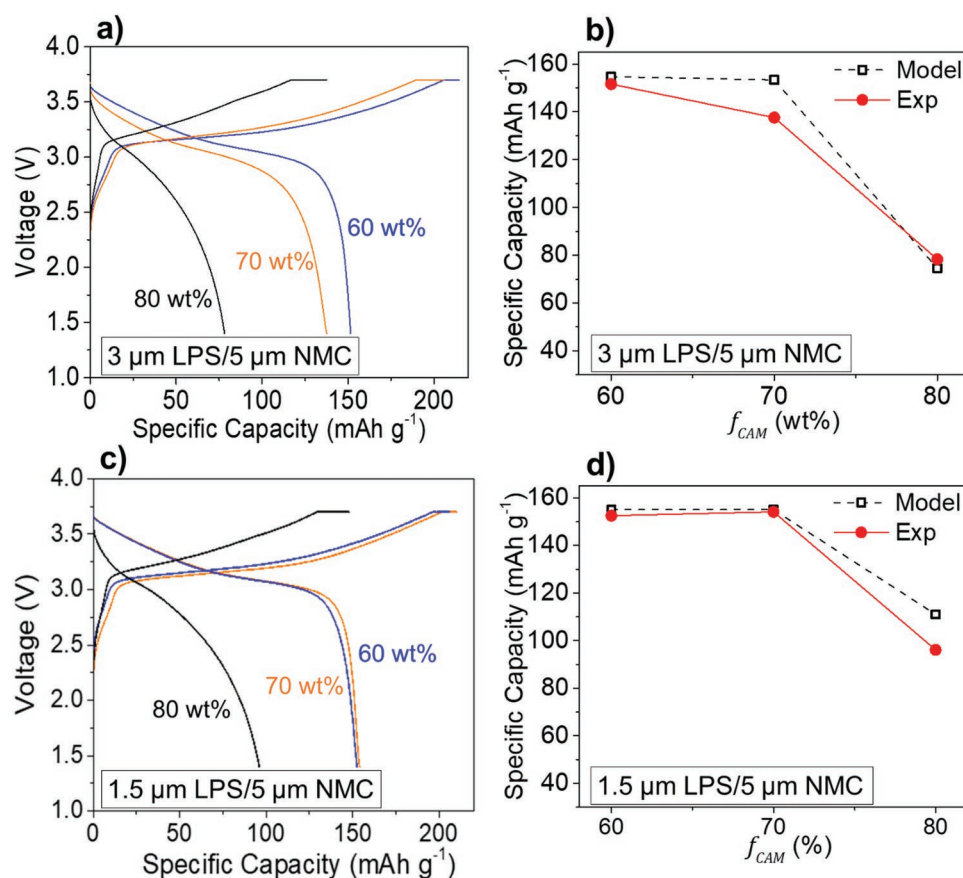 a)
4.0
3.5
3.0
2.5
2.0
1.5
1.0
Voltage (V)
60 wt%
70 wt%
80 wt%
3 µm LPS/5 µm NMC
0 50 100 150 200
Specific Capacity (mAh g⁻¹)
b)
160
140
120
100
80
60
40
Specific Capacity (mAh g⁻¹)
Model
Exp
3 µm LPS/5 µm NMC
60 70 80
f_CAM (wt%)
c)
4.0
3.5
3.0
2.5
2.0
1.5
1.0
Voltage (V)
60 wt%
70 wt%
80 wt%
1.5 µm LPS/5 µm NMC
0 50 100 150 200
Specific Capacity (mAh g⁻¹)
d)
160
140
120
100
80
60
40
Specific Capacity (mAh g⁻¹)
Model
Exp
1.5 µm LPS/5 µm NMC
60 70 80
f_CAM (%)